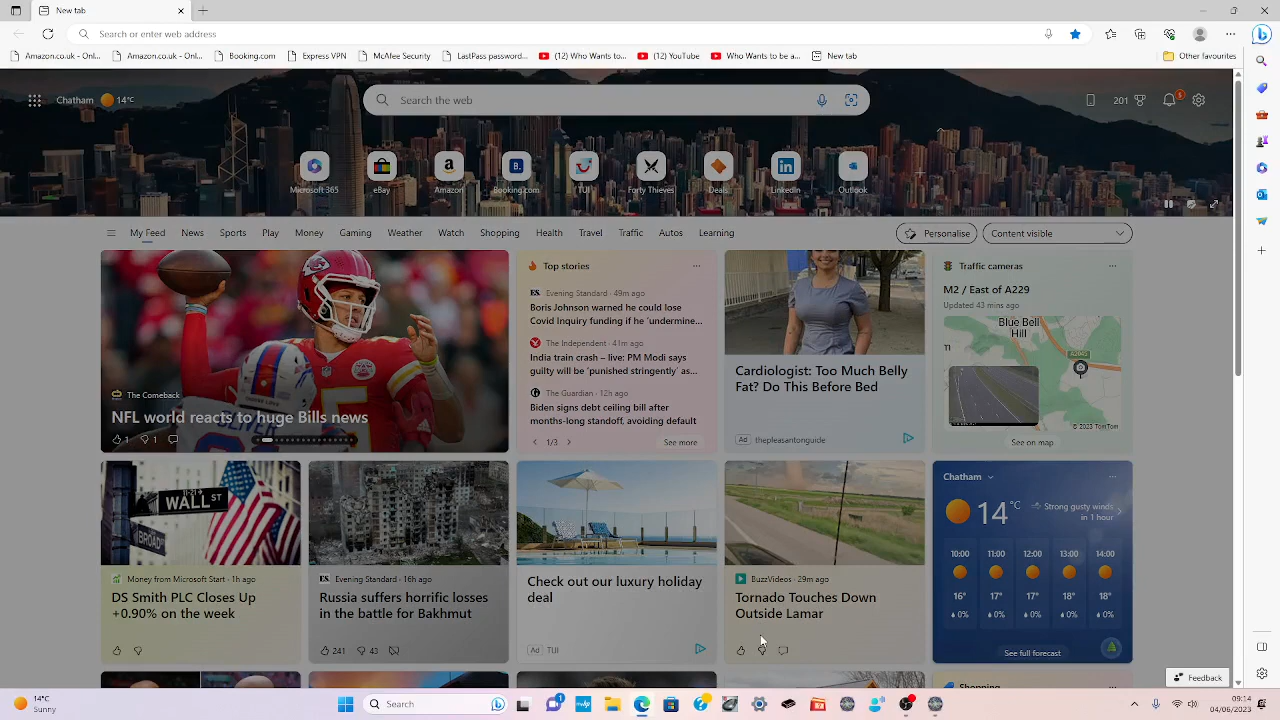 New tab
Search or enter web address
Amazon.co.uk - Onl...
Amazon.co.uk - Onl...
Booking.com
Express VPN
McAfee Security
LastPass password...
(12) Who Wants to...
(12) YouTube
Who Wants to be a...
New tab
Other favourites
Chatham 14°C
Search the web
201
5
Microsoft 365
eBay
Amazon
Booking.com
TUI
Forty Thieves
Deals
LinkedIn
Outlook
My Feed
News
Sports
Play
Money
Gaming
Weather
Watch
Shopping
Health
Travel
Traffic
Autos
Learning
Personalise
Content visible
The Comeback
NFL world reacts to huge Bills news
1 1
Top stories
Evening Standard · 49m ago
Boris Johnson warned he could lose
Covid Inquiry funding if he 'undermine...
The Independent · 41m ago
India train crash – live: PM Modi says
guilty will be 'punished stringently' as...
The Guardian · 12h ago
Biden signs debt ceiling bill after
months-long standoff, avoiding default
1/3
See more
Cardiologist: Too Much Belly
Fat? Do This Before Bed
Ad thepleasantonguide
Traffic cameras
M2 / East of A229
Updated 43 mins ago
Blue Bell
Hill
A2045
© 2023 TomTom
See on map
WALL ST
BROAD
Money from Microsoft Start · 1h ago
DS Smith PLC Closes Up
+0.90% on the week
Evening Standard · 16h ago
Russia suffers horrific losses
in the battle for Bakhmut
241 43
Check out our luxury holiday
deal
Ad TUI
BuzzVideos · 29m ago
Tornado Touches Down
Outside Lamar
Chatham
14 °C
Strong gusty winds
in 1 hour
10:00 11:00 12:00 13:00 14:00
16° 17° 17° 18° 18°
0% 0% 0% 0% 0%
See full forecast
Shopping
Feedback
14°C
Sunny
Search
1
09:14
04/06/2023